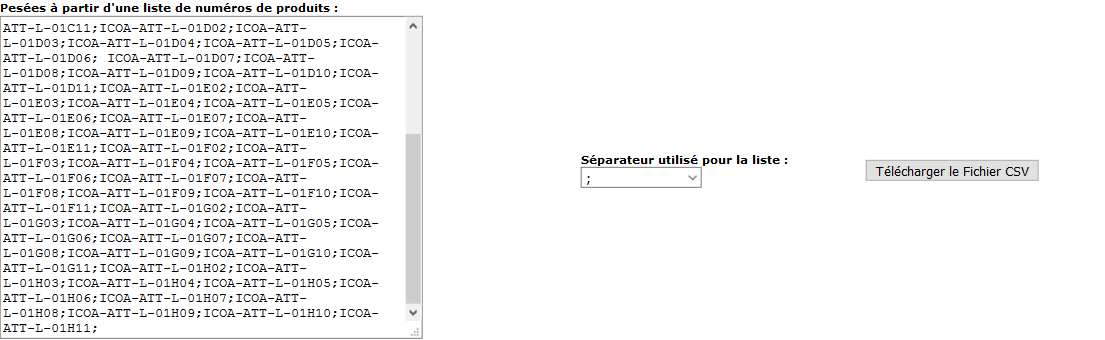 Pesées à partir d'une liste de numéros de produits :
ATT-L-01C11;ICOA-ATT-L-01D02;ICOA-ATT-
L-01D03;ICOA-ATT-L-01D04;ICOA-ATT-L-01D05;ICOA-
ATT-L-01D06; ICOA-ATT-L-01D07;ICOA-ATT-
L-01D08;ICOA-ATT-L-01D09;ICOA-ATT-L-01D10;ICOA-
ATT-L-01D11;ICOA-ATT-L-01E02;ICOA-ATT-
L-01E03;ICOA-ATT-L-01E04;ICOA-ATT-L-01E05;ICOA-
ATT-L-01E06;ICOA-ATT-L-01E07;ICOA-ATT-
L-01E08;ICOA-ATT-L-01E09;ICOA-ATT-L-01E10;ICOA-
ATT-L-01E11;ICOA-ATT-L-01F02;ICOA-ATT-
L-01F03;ICOA-ATT-L-01F04;ICOA-ATT-L-01F05;ICOA-
ATT-L-01F06;ICOA-ATT-L-01F07;ICOA-ATT-
L-01F08;ICOA-ATT-L-01F09;ICOA-ATT-L-01F10;ICOA-
ATT-L-01F11;ICOA-ATT-L-01G02;ICOA-ATT-
L-01G03;ICOA-ATT-L-01G04;ICOA-ATT-L-01G05;ICOA-
ATT-L-01G06;ICOA-ATT-L-01G07;ICOA-ATT-
L-01G08;ICOA-ATT-L-01G09;ICOA-ATT-L-01G10;ICOA-
ATT-L-01G11;ICOA-ATT-L-01H02;ICOA-ATT-
L-01H03;ICOA-ATT-L-01H04;ICOA-ATT-L-01H05;ICOA-
ATT-L-01H06;ICOA-ATT-L-01H07;ICOA-ATT-
L-01H08;ICOA-ATT-L-01H09;ICOA-ATT-L-01H10;ICOA-
ATT-L-01H11;
Séparateur utilisé pour la liste :
;
Télécharger le Fichier CSV